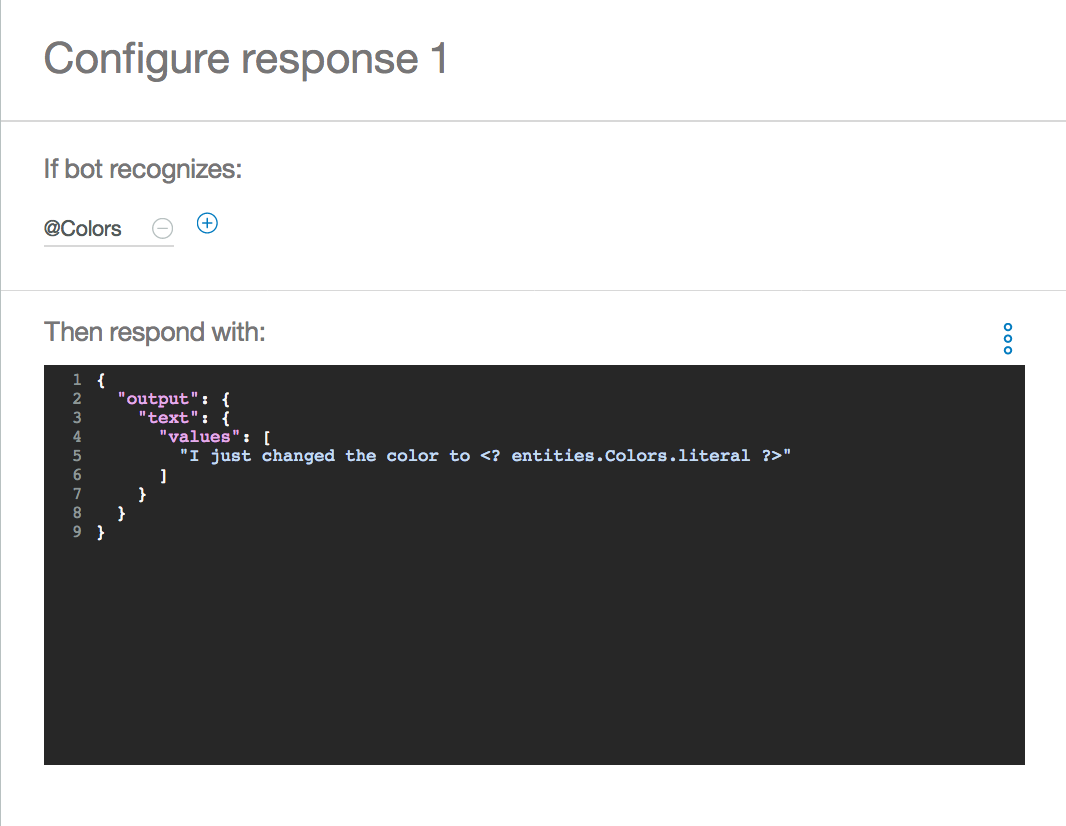 Configure response 1
If bot recognizes:
@Colors
Then respond with:
1 {
2   "output": {
3     "text": {
4       "values": [
5         "I just changed the color to <? entities.Colors.literal ?>"
6       ]
7     }
8   }
9 }